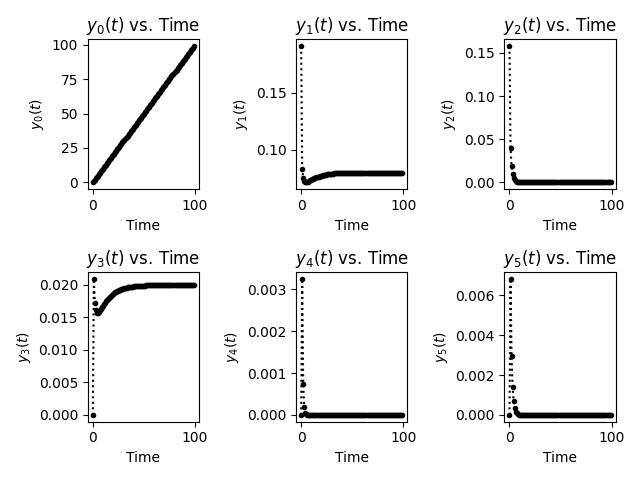 y₀(t) vs. Time
100
75
50
25
0
y₀(t)
0
100
Time
y₁(t) vs. Time
0.15
0.10
y₁(t)
0
100
Time
y₂(t) vs. Time
0.15
0.10
0.05
0.00
y₂(t)
0
100
Time
y₃(t) vs. Time
0.020
0.015
0.010
0.005
0.000
y₃(t)
0
100
Time
y₄(t) vs. Time
0.003
0.002
0.001
0.000
y₄(t)
0
100
Time
y₅(t) vs. Time
0.006
0.004
0.002
0.000
y₅(t)
0
100
Time